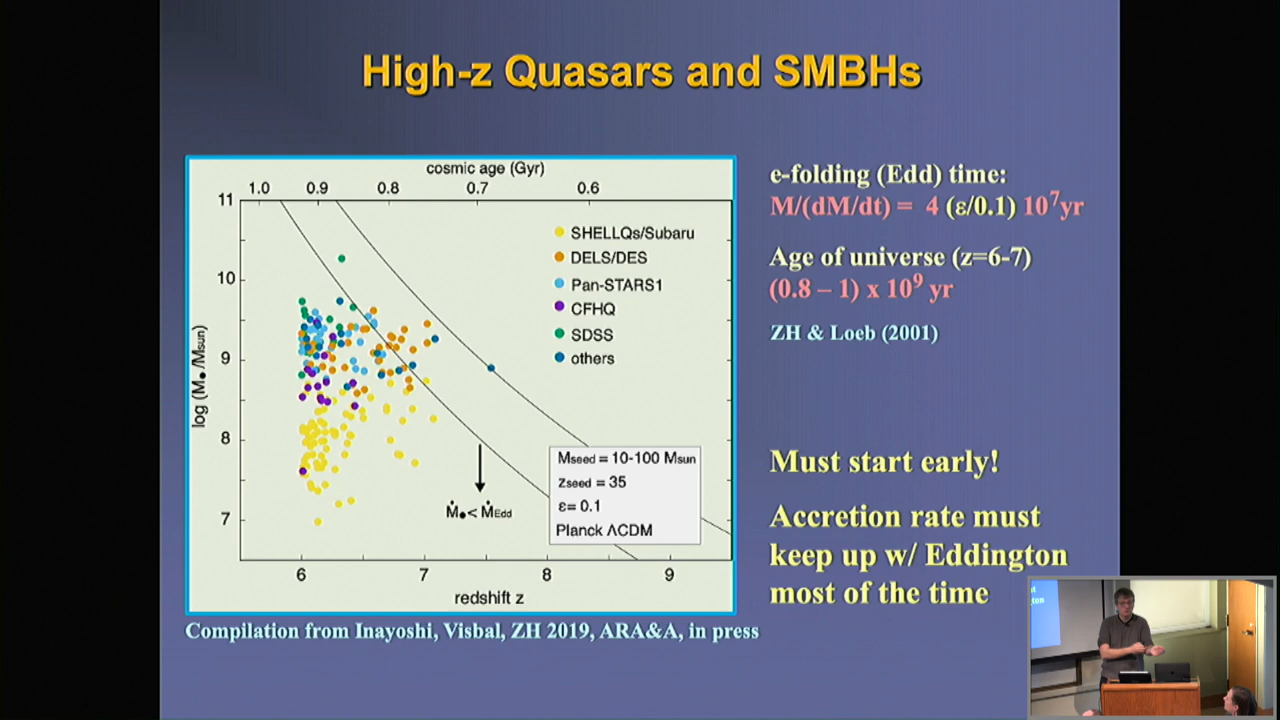 High-z Quasars and SMBHs
cosmic age (Gyr)
1.0 0.9 0.8 0.7 0.6
11
10
9
8
7
log (M•/Msun)
SHELLQs/Subaru
DELS/DES
Pan-STARS1
CFHQ
SDSS
others
Mseed = 10-100 Msun
zseed = 35
ε= 0.1
Planck ΛCDM
Ṁ•< ṀEdd
6 7 8 9
redshift z
Compilation from Inayoshi, Visbal, ZH 2019, ARA&A, in press
e-folding (Edd) time:
M/(dM/dt) = 4 (ε/0.1) 10⁷yr
Age of universe (z=6-7)
(0.8 – 1) x 10⁹ yr
ZH & Loeb (2001)
Must start early!
Accretion rate must
keep up w/ Eddington
most of the time